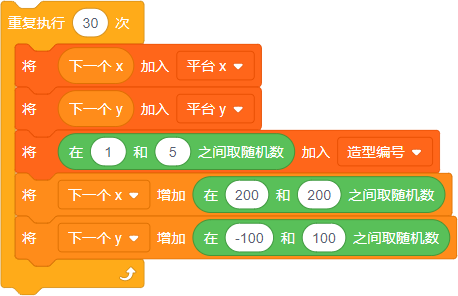 重复执行 30 次
将 下一个 x 加入 平台 x
将 下一个 y 加入 平台 y
将 在 1 和 5 之间取随机数 加入 造型编号
将 下一个 x 增加 在 200 和 200 之间取随机数
将 下一个 y 增加 在 -100 和 100 之间取随机数